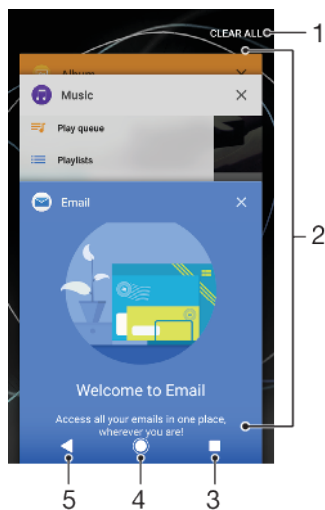 CLEAR ALL
1
Album
Music
2
Play queue
Playlists
Email
Welcome to Email
Access all your emails in one place,
wherever you are!
5
4
3